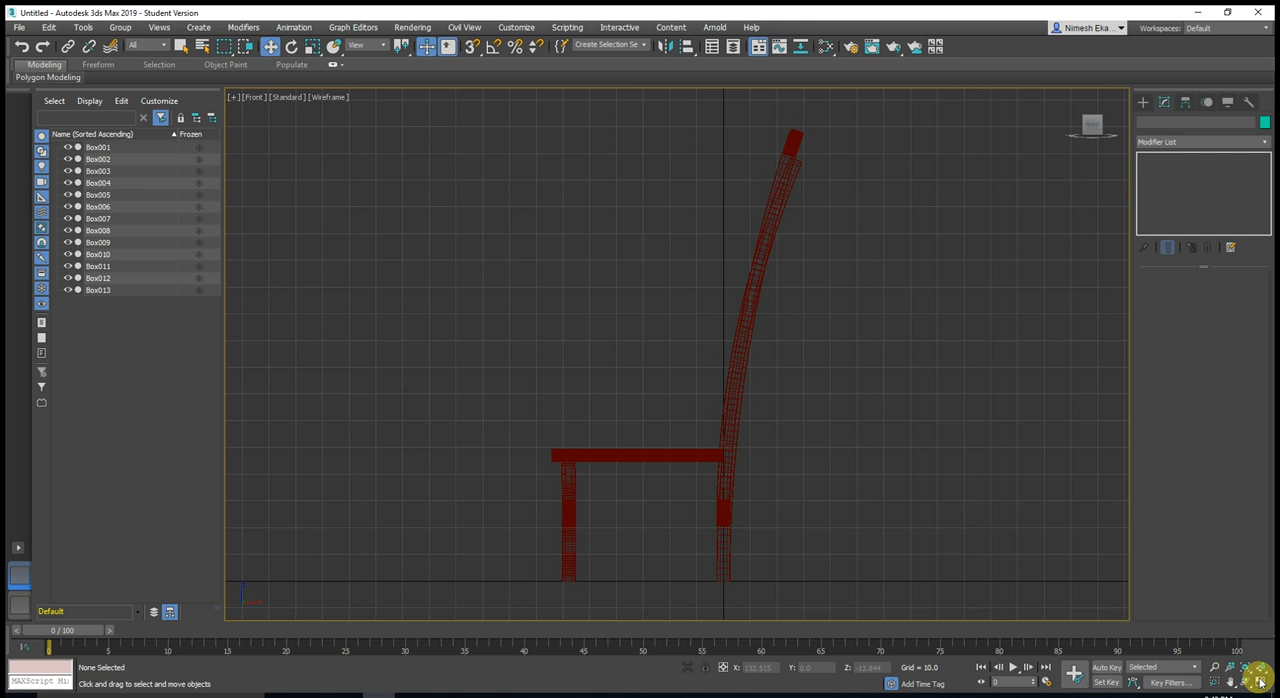 Untitled - Autodesk 3ds Max 2019 - Student Version
File Edit Views Tools Group Create Modifiers Animation Graph Editors Rendering Civil View Customize Scripting Interactive Content Arnold Help
Nimesh Eka... Workspaces: Default
All View Create Selection Se
Modeling Freeform Selection Object Paint Populate
Polygon Modeling
Select Display Edit Customize
[+] [Front] [Standard] [Wireframe]
Name (Sorted Ascending) Frozen
Modifier List
Box001
Box002
Box003
Box004
Box005
Box006
Box007
Box008
Box009
Box010
Box011
Box012
Box013
Default
0 / 100
0 5 10 15 20 25 30 35 40 45 50 55 60 65 70 75 80 85 90 95 100
None Selected X: 132.515 Y: 0.0 Z: -13.844 Grid = 10.0 Auto Key Selected
MAXScript Mi: Click and drag to select and move objects Add Time Tag 0 Set Key Key Filters...